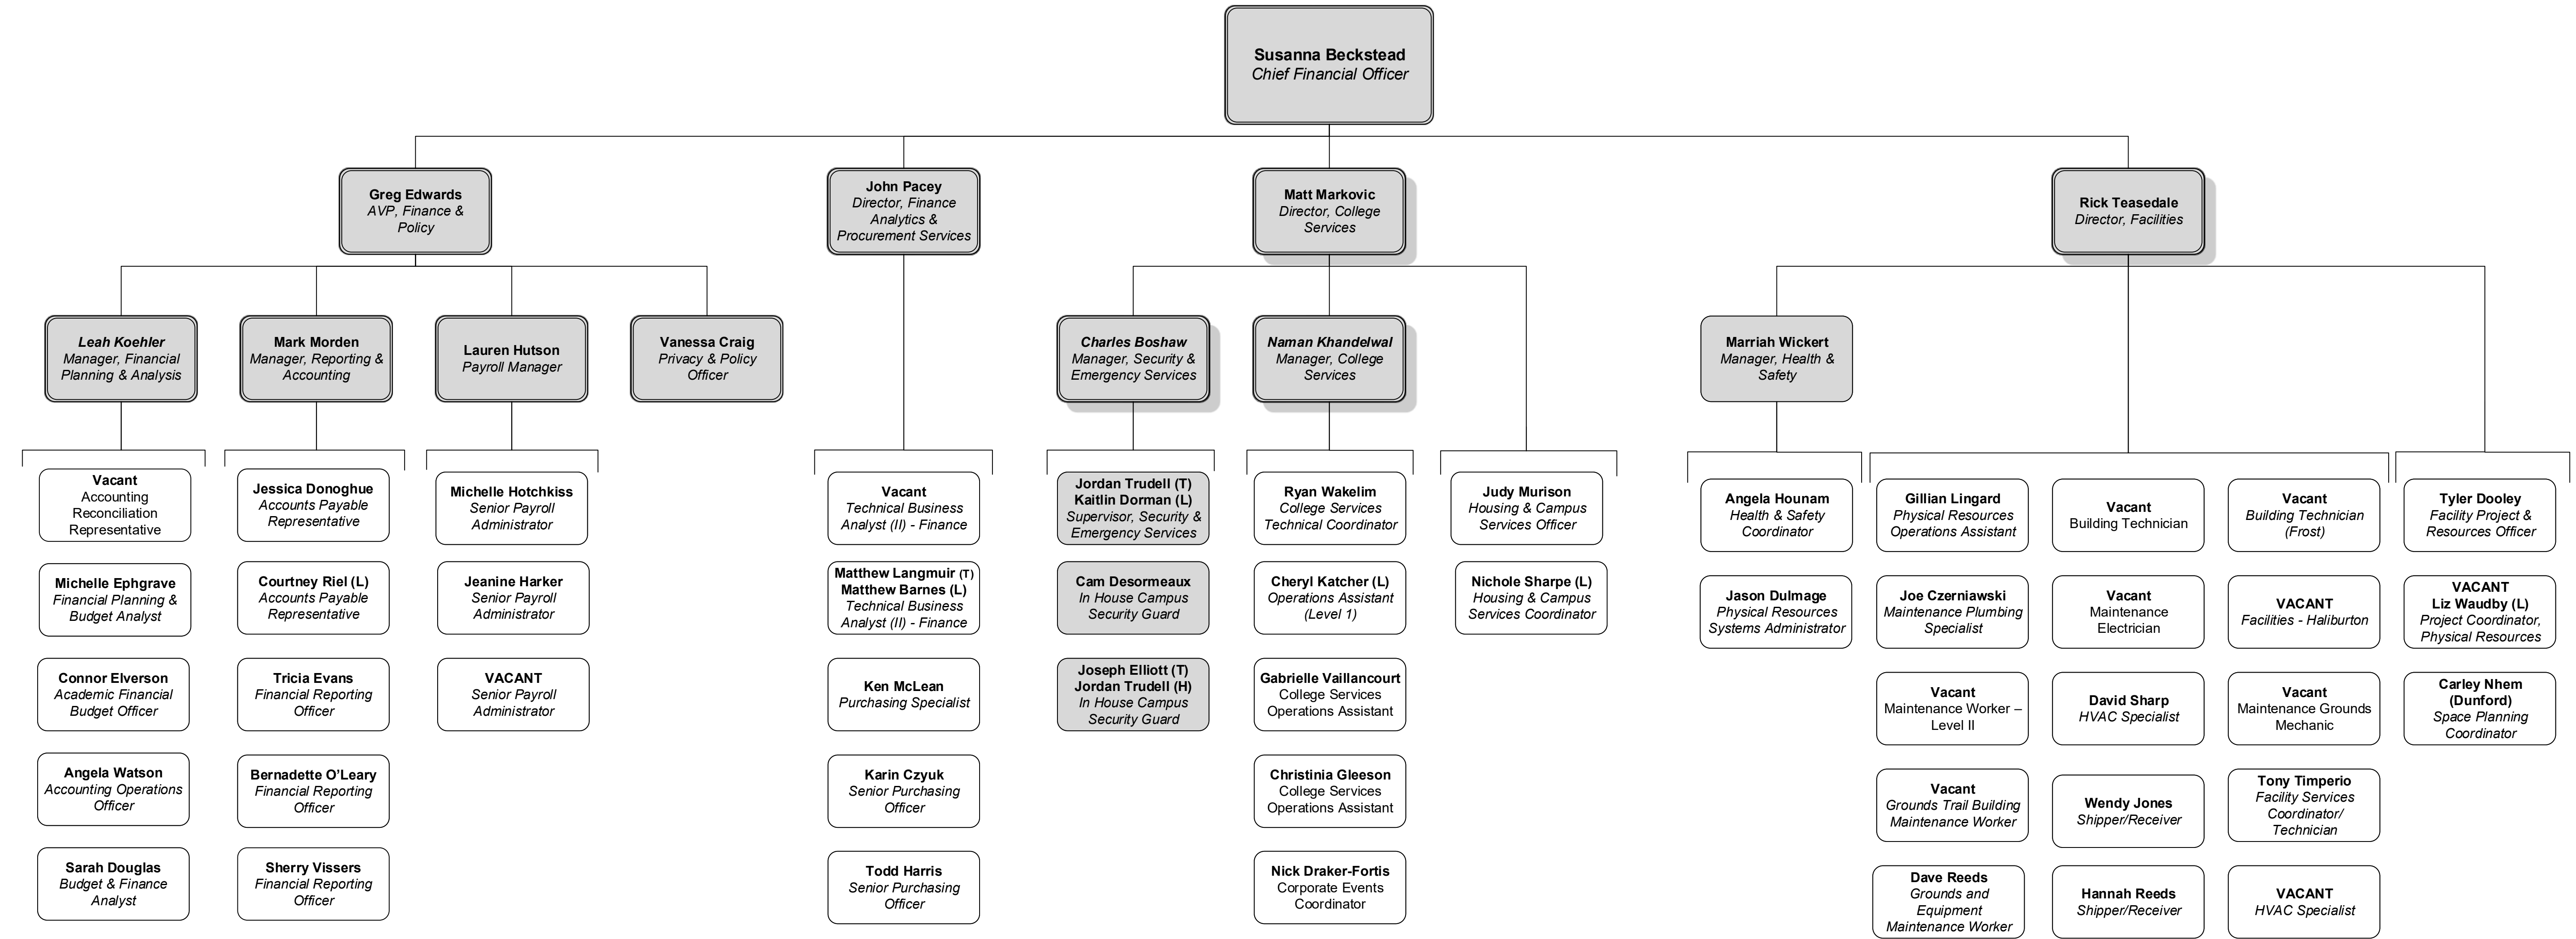 Susanna Beckstead
Chief Financial Officer
Greg Edwards
AVP, Finance &
Policy
John Pacey
Director, Finance
Analytics &
Procurement Services
Matt Markovic
Director, College
Services
Rick Teasedale
Director, Facilities
Leah Koehler
Manager, Financial
Planning & Analysis
Mark Morden
Manager, Reporting &
Accounting
Lauren Hutson
Payroll Manager
Vanessa Craig
Privacy & Policy
Officer
Charles Boshaw
Manager, Security &
Emergency Services
Naman Khandelwal
Manager, College
Services
Marriah Wickert
Manager, Health &
Safety
Vacant
Accounting
Reconciliation
Representative
Michelle Ephgrave
Financial Planning &
Budget Analyst
Connor Elverson
Academic Financial
Budget Officer
Angela Watson
Accounting Operations
Officer
Sarah Douglas
Budget & Finance
Analyst
Jessica Donoghue
Accounts Payable
Representative
Courtney Riel (L)
Accounts Payable
Representative
Tricia Evans
Financial Reporting
Officer
Bernadette O’Leary
Financial Reporting
Officer
Sherry Vissers
Financial Reporting
Officer
Michelle Hotchkiss
Senior Payroll
Administrator
Jeanine Harker
Senior Payroll
Administrator
VACANT
Senior Payroll
Administrator
Vacant
Technical Business
Analyst (II) - Finance
Matthew Langmuir (T)
Matthew Barnes (L)
Technical Business
Analyst (II) - Finance
Ken McLean
Purchasing Specialist
Karin Czyuk
Senior Purchasing
Officer
Todd Harris
Senior Purchasing
Officer
Jordan Trudell (T)
Kaitlin Dorman (L)
Supervisor, Security &
Emergency Services
Cam Desormeaux
In House Campus
Security Guard
Joseph Elliott (T)
Jordan Trudell (H)
In House Campus
Security Guard
Ryan Wakelim
College Services
Technical Coordinator
Cheryl Katcher (L)
Operations Assistant
(Level 1)
Gabrielle Vaillancourt
College Services
Operations Assistant
Christinia Gleeson
College Services
Operations Assistant
Nick Draker-Fortis
Corporate Events
Coordinator
Judy Murison
Housing & Campus
Services Officer
Nichole Sharpe (L)
Housing & Campus
Services Coordinator
Angela Hounam
Health & Safety
Coordinator
Jason Dulmage
Physical Resources
Systems Administrator
Gillian Lingard
Physical Resources
Operations Assistant
Joe Czerniawski
Maintenance Plumbing
Specialist
Vacant
Maintenance Worker –
Level II
Vacant
Grounds Trail Building
Maintenance Worker
Dave Reeds
Grounds and
Equipment
Maintenance Worker
Vacant
Building Technician
Vacant
Maintenance
Electrician
David Sharp
HVAC Specialist
Wendy Jones
Shipper/Receiver
Hannah Reeds
Shipper/Receiver
Vacant
Building Technician
(Frost)
VACANT
Facilities - Haliburton
Vacant
Maintenance Grounds
Mechanic
Tony Timperio
Facility Services
Coordinator/
Technician
VACANT
HVAC Specialist
Tyler Dooley
Facility Project &
Resources Officer
VACANT
Liz Waudby (L)
Project Coordinator,
Physical Resources
Carley Nhem
(Dunford)
Space Planning
Coordinator